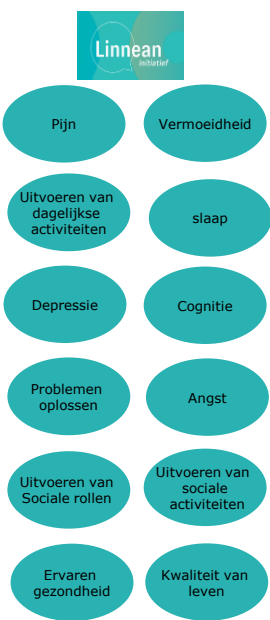 Linnean
initiatief
Pijn
Vermoeidheid
Uitvoeren van
dagelijkse
activiteiten
slaap
Depressie
Cognitie
Problemen
oplossen
Angst
Uitvoeren van
Sociale rollen
Uitvoeren van
sociale
activiteiten
Ervaren
gezondheid
Kwaliteit van
leven